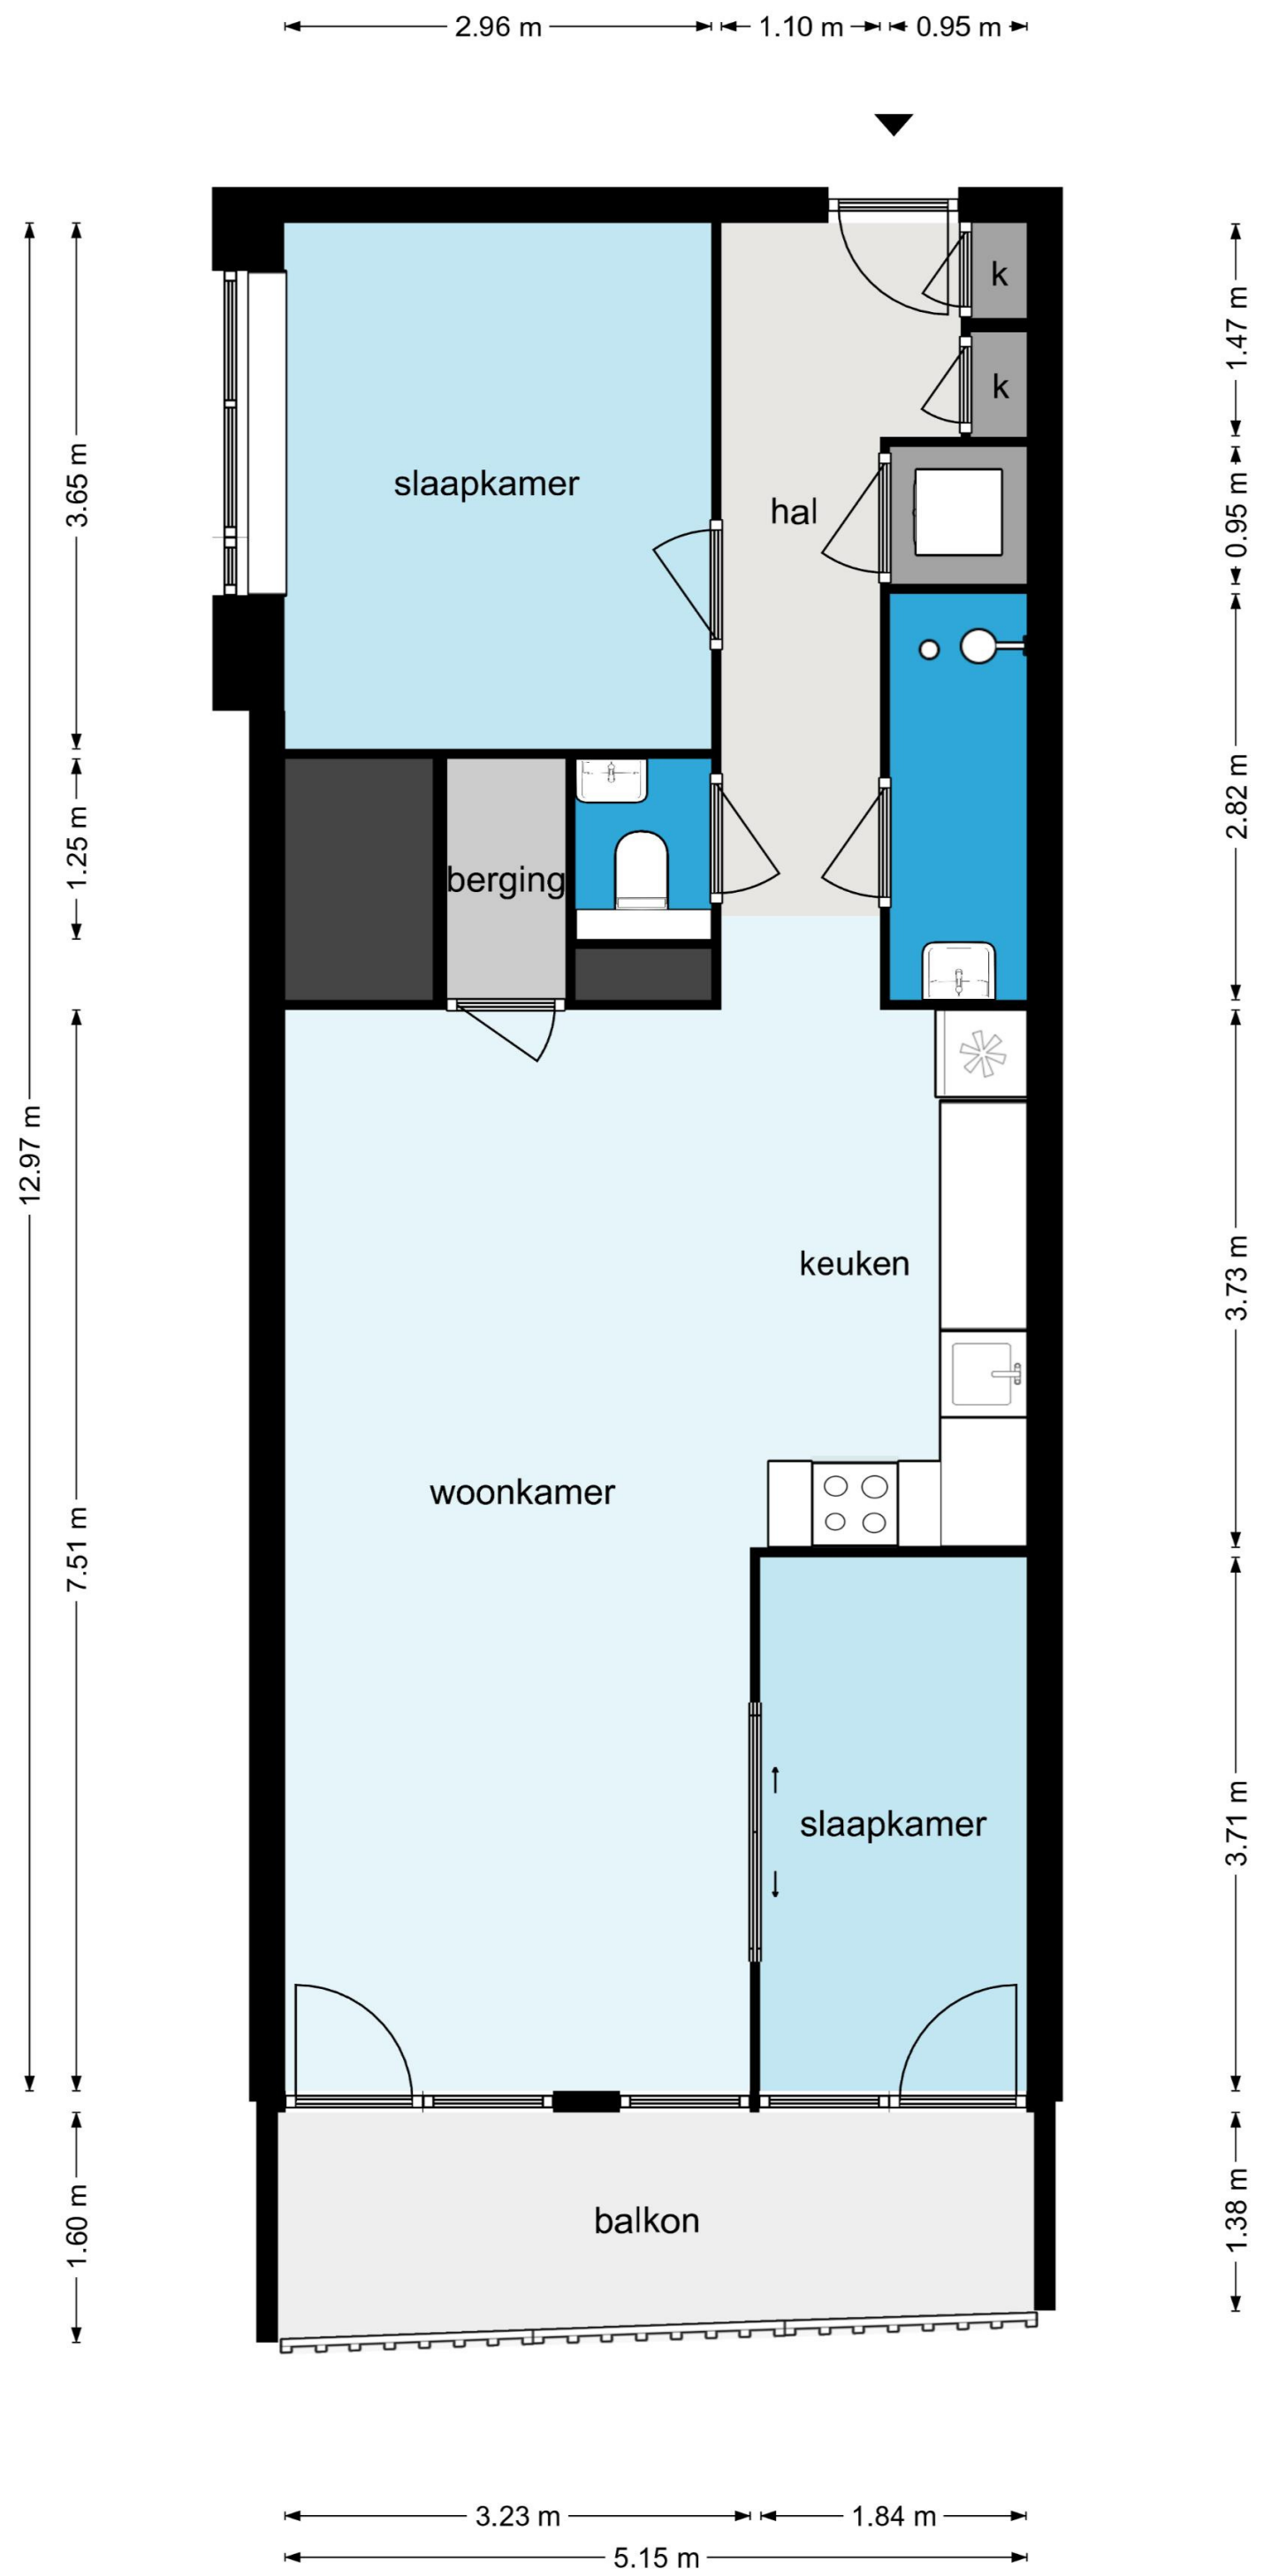 2.96 m
1.10 m
0.95 m
k
1.47 m
k
3.65 m
slaapkamer
hal
0.95 m
2.82 m
1.25 m
berging
12.97 m
keuken
3.73 m
woonkamer
7.51 m
slaapkamer
3.71 m
balkon
1.60 m
1.38 m
3.23 m
1.84 m
5.15 m